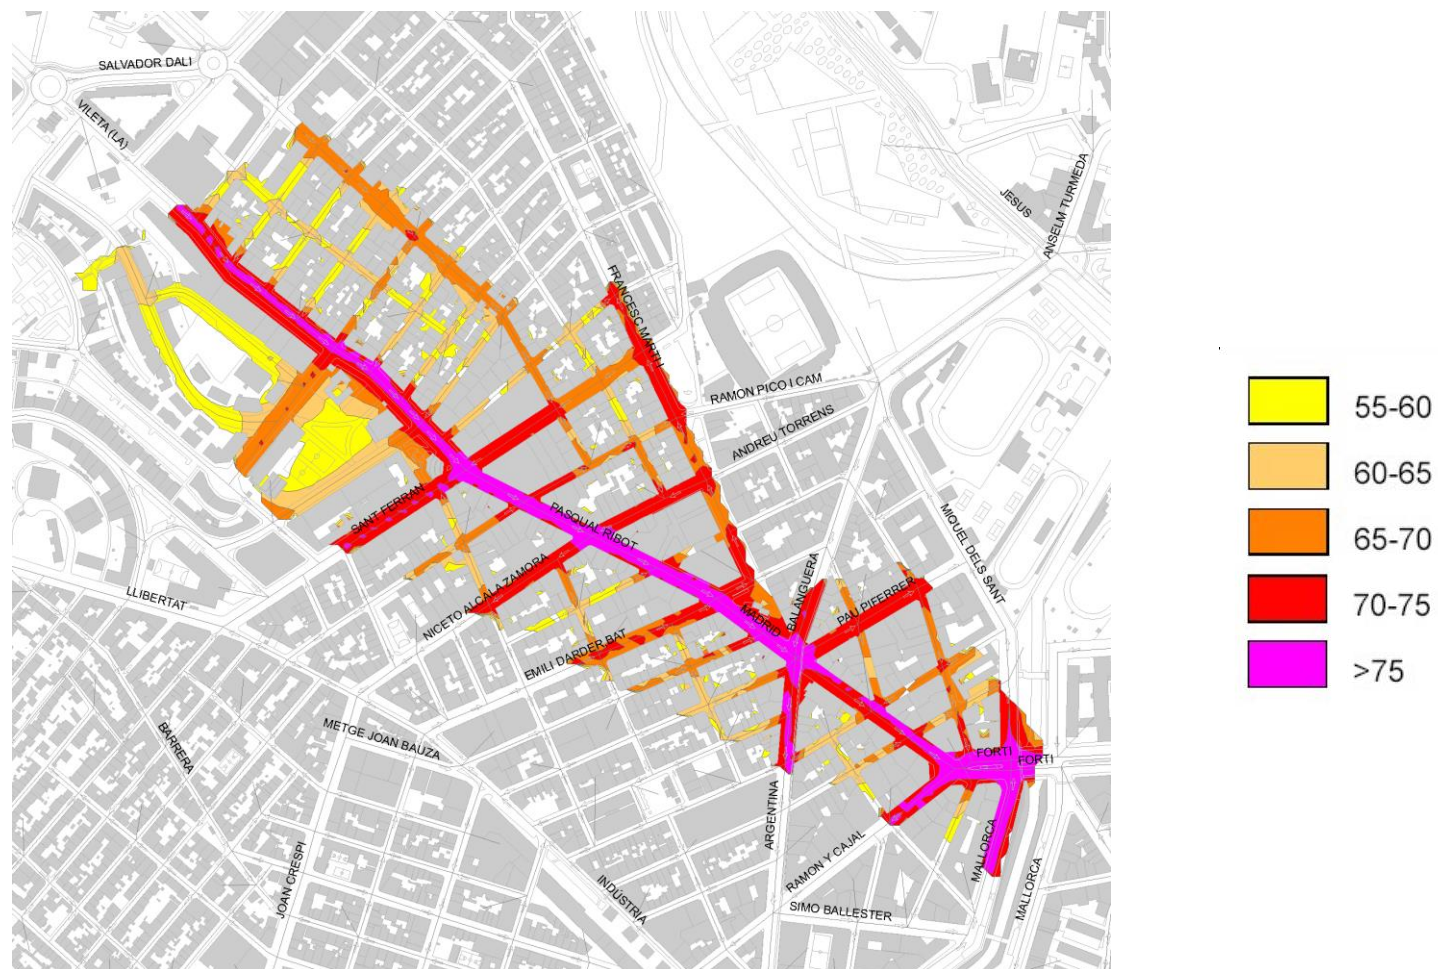 SALVADOR DALI
VILETA (LA)
JESUS
ANSELM TURMEDA
FRANCESC MARTI I
RAMON PICO I CAM
ANDREU TORRENS
SANT FERRAN
PASQUAL RIBOT
MIQUEL DELS SANT
LLIBERTAT
NICETO ALCALA ZAMORA
BALANGUERA
MADRID
PAU PIFERRER
EMILI DARDER BAT
METGE JOAN BAUZA
BARRERA
FORTI
FORTI
ARGENTINA
MALLORCA
RAMON Y CAJAL
MALLORCA
JOAN CRESPI
INDÚSTRIA
SIMO BALLESTER
55-60
60-65
65-70
70-75
>75